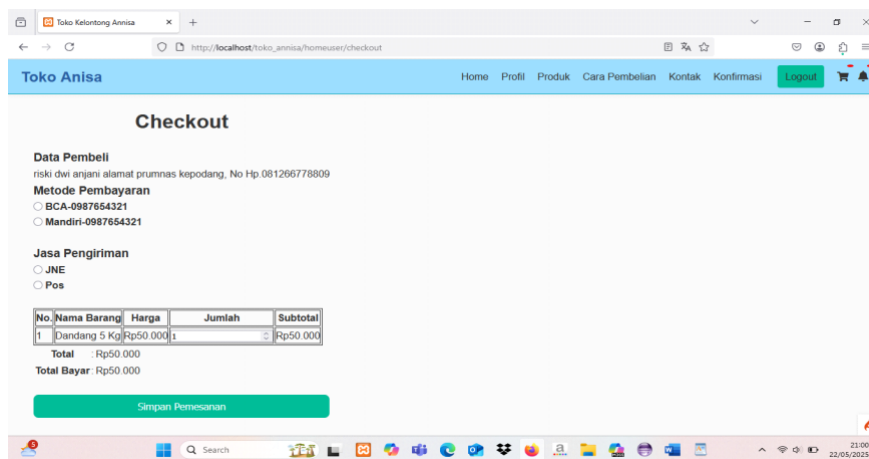 Toko Kelontong Annisa
http://localhost/toko_annisa/homeuser/checkout
Toko Anisa
Home Profil Produk Cara Pembelian Kontak Konfirmasi Logout
Checkout
Data Pembeli
riski dwi anjani alamat prumnas kepodang, No Hp.081266778809
Metode Pembayaran
BCA-0987654321
Mandiri-0987654321
Jasa Pengiriman
JNE
Pos
No. Nama Barang Harga Jumlah Subtotal
1 Dandang 5 Kg Rp50.000 1 Rp50.000
Total : Rp50.000
Total Bayar : Rp50.000
Simpan Pemesanan
Search
21:00
22/05/2025